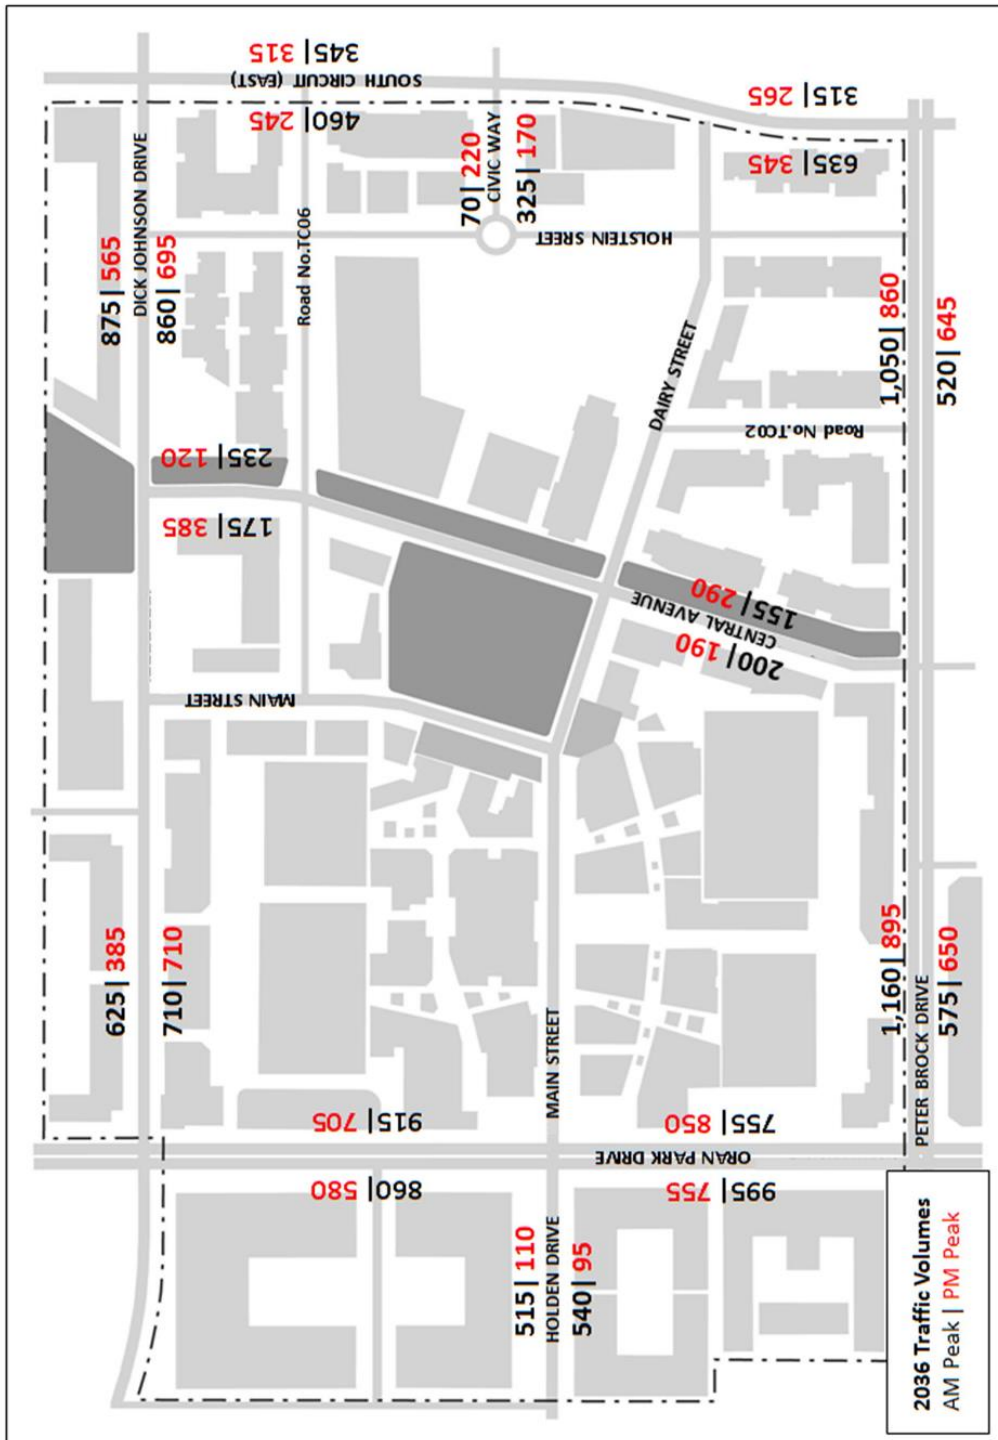 315 | 345
SOUTH CIRCUIT (EAST)
245 | 460
265 | 315
345 | 635
70 | 220
CIVIC WAY
325 | 170
HOLSTEIN SREET
875 | 565
DICK JOHNSON DRIVE
860 | 695
Road No.TC06
DAIRY STREET
1,050 | 860
520 | 645
Road No.TC02
235 | 120
175 | 385
155 | 290
CENTRAL AVENUE
200 | 190
MAIN STREET
625 | 385
710 | 710
MAIN STREET
1,160 | 895
PETER BROCK DRIVE
575 | 650
915 | 705
755 | 850
ORAN PARK DRIVE
860 | 580
995 | 755
515 | 110
HOLDEN DRIVE
540 | 95
2036 Traffic Volumes
AM Peak | PM Peak